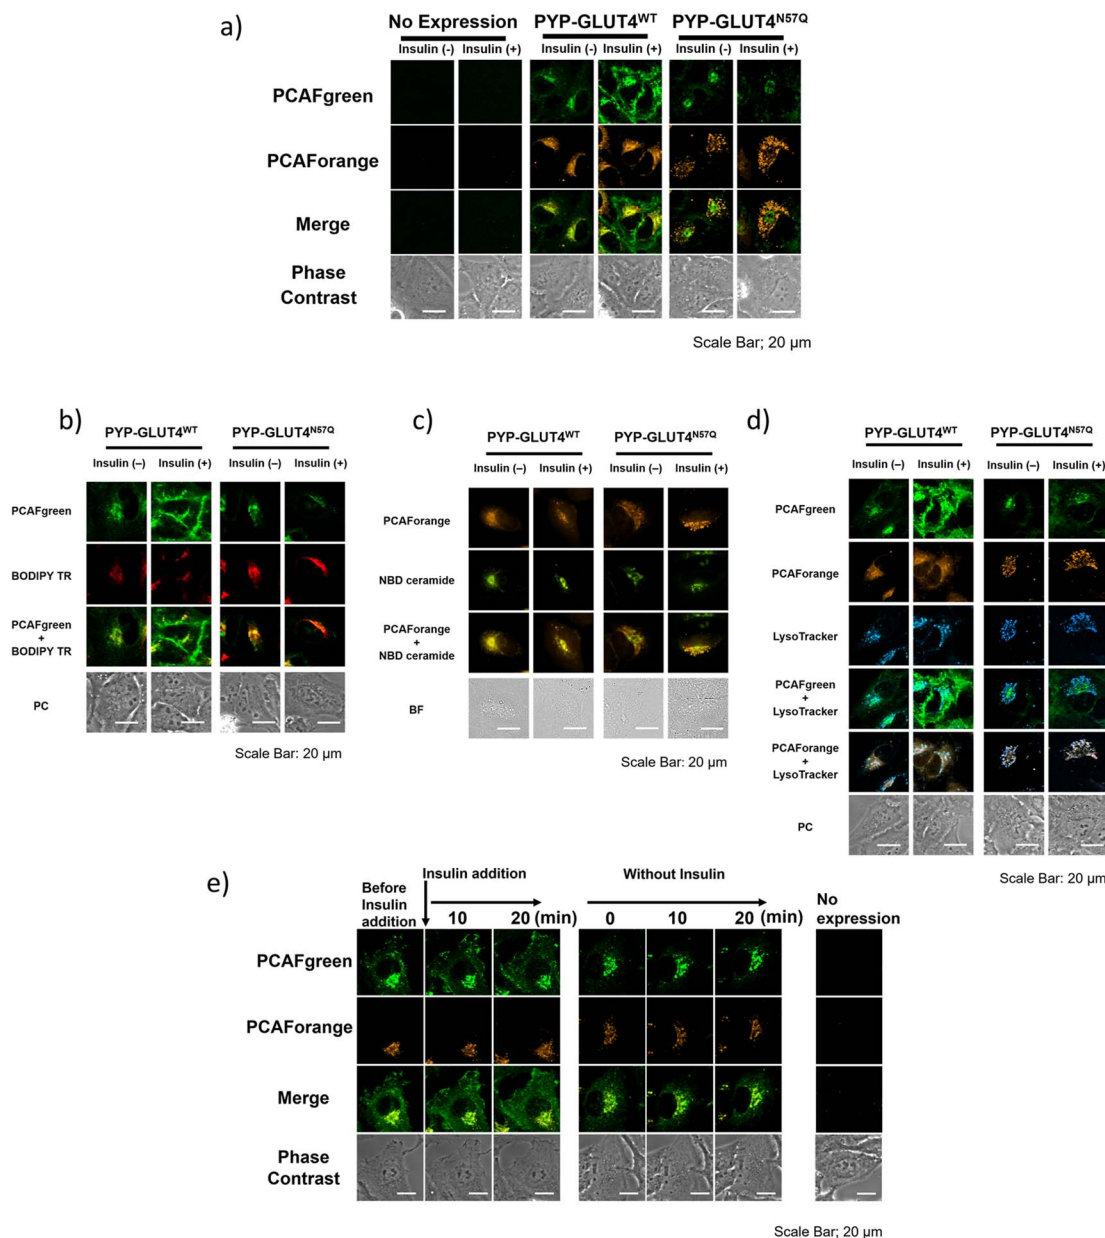 a)
No Expression PYP-GLUT4WT PYP-GLUT4N57Q
Insulin (-) Insulin (+) Insulin (-) Insulin (+) Insulin (-) Insulin (+)
PCAFgreen
PCAForange
Merge
Phase
Contrast
Scale Bar; 20 µm
b)
PYP-GLUT4WT PYP-GLUT4N57Q
Insulin (–) Insulin (+) Insulin (–) Insulin (+)
PCAFgreen
BODIPY TR
PCAFgreen
+
BODIPY TR
PC
Scale Bar: 20 µm
c)
PYP-GLUT4WT PYP-GLUT4N57Q
Insulin (–) Insulin (+) Insulin (–) Insulin (+)
PCAForange
NBD ceramide
PCAForange
+
NBD ceramide
BF
Scale Bar: 20 µm
d)
PYP-GLUT4WT PYP-GLUT4N57Q
Insulin (–) Insulin (+) Insulin (–) Insulin (+)
PCAFgreen
PCAForange
LysoTracker
PCAFgreen
+
LysoTracker
PCAForange
+
LysoTracker
PC
Scale Bar: 20 µm
e)
Before
Insulin
addition
Insulin addition
10 20 (min)
Without Insulin
0 10 20 (min)
No
expression
PCAFgreen
PCAForange
Merge
Phase
Contrast
Scale Bar; 20 µm